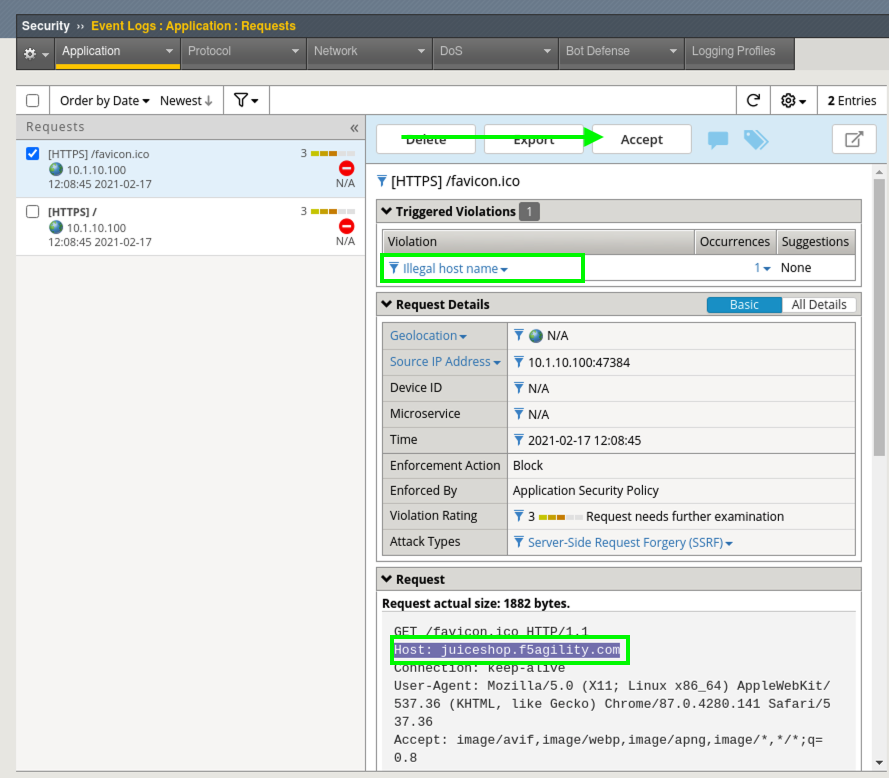 Security ›› Event Logs : Application : Requests
Application Protocol Network DoS Bot Defense Logging Profiles
Order by Date Newest 2 Entries
Requests «
[HTTPS] /favicon.ico 3
10.1.10.100
12:08:45 2021-02-17 N/A
[HTTPS] / 3
10.1.10.100
12:08:45 2021-02-17 N/A
Delete Export Accept
[HTTPS] /favicon.ico
Triggered Violations 1
Violation Occurrences Suggestions
Illegal host name 1 None
Request Details Basic All Details
Geolocation N/A
Source IP Address 10.1.10.100:47384
Device ID N/A
Microservice N/A
Time 2021-02-17 12:08:45
Enforcement Action Block
Enforced By Application Security Policy
Violation Rating 3 Request needs further examination
Attack Types Server-Side Request Forgery (SSRF)
Request
Request actual size: 1882 bytes.
GET /favicon.ico HTTP/1.1
Host: juiceshop.f5agility.com
Connection: keep-alive
User-Agent: Mozilla/5.0 (X11; Linux x86_64) AppleWebKit/
537.36 (KHTML, like Gecko) Chrome/87.0.4280.141 Safari/5
37.36
Accept: image/avif,image/webp,image/apng,image/*,*/*;q=
0.8